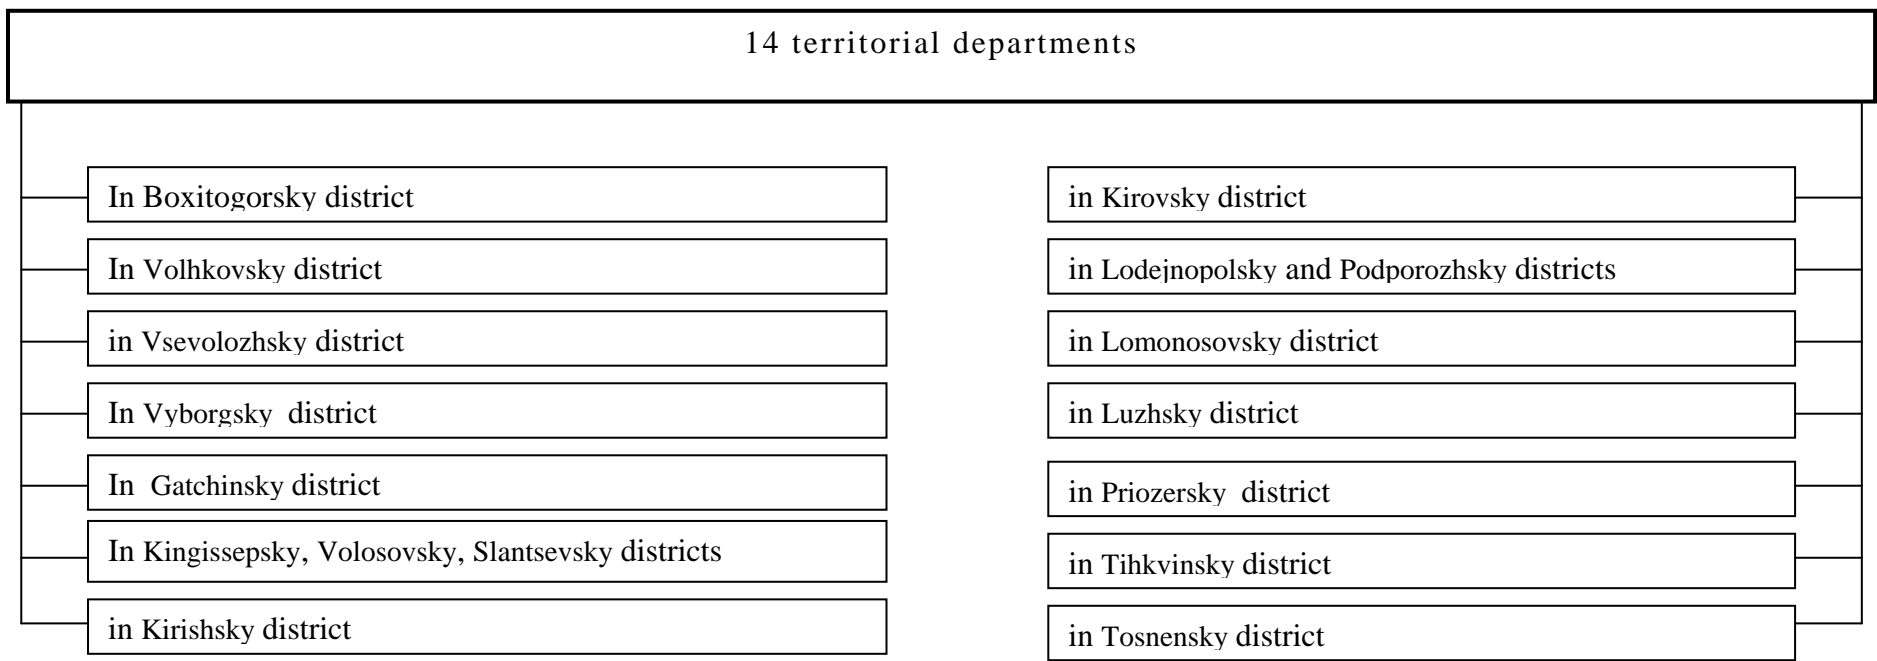 14 territorial departments
In Boxitogorsky district
In Volhkovsky district
in Vsevolozhsky district
In Vyborgsky district
In Gatchinsky district
In Kingissepsky, Volosovsky, Slantsevsky districts
in Kirishsky district
in Kirovsky district
in Lodejnopolsky and Podporozhsky districts
in Lomonosovsky district
in Luzhsky district
in Priozersky district
in Tihkvinsky district
in Tosnensky district